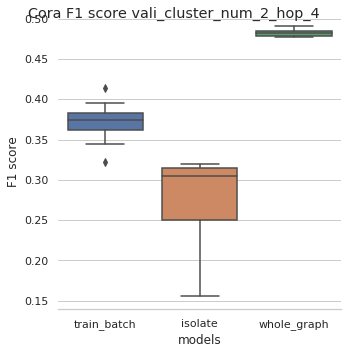 Cora F1 score vali_cluster_num_2_hop_4
0.50
0.45
0.40
0.35
0.30
0.25
0.20
0.15
F1 score
train_batch
isolate
whole_graph
models